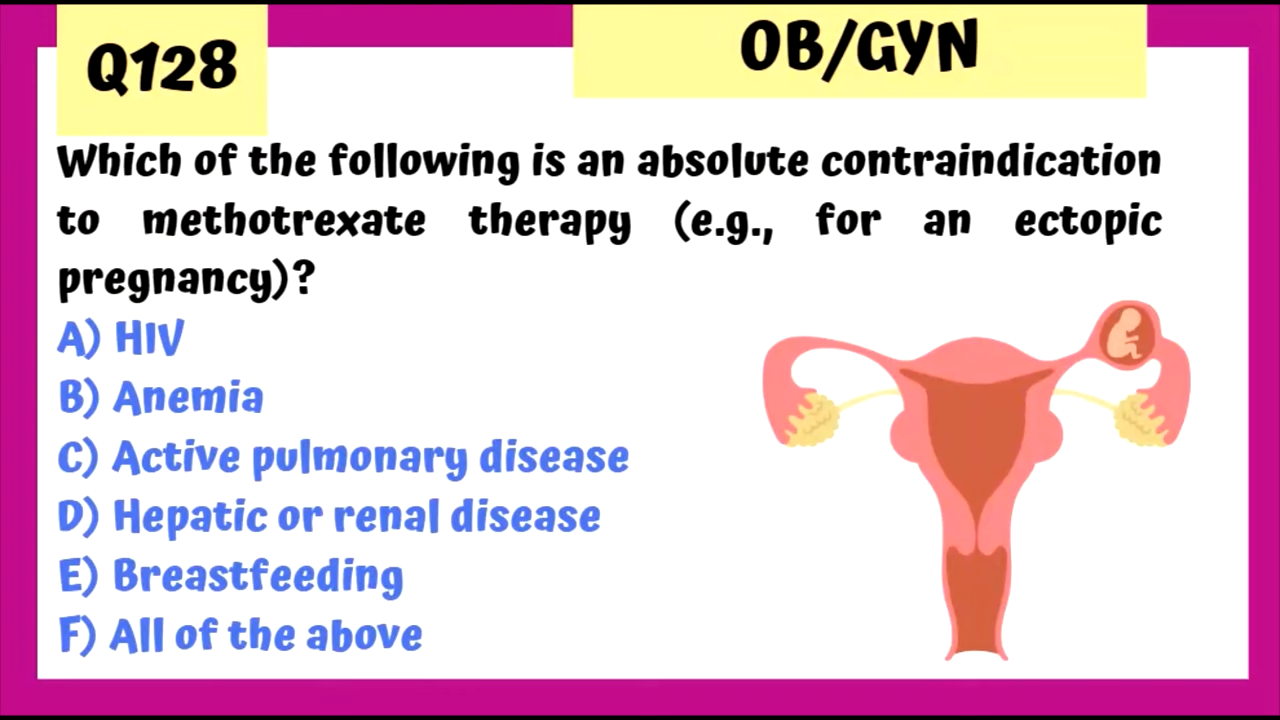 Q128
OB/GYN
Which of the following is an absolute contraindication
to methotrexate therapy (e.g., for an ectopic
pregnancy)?
A) HIV
B) Anemia
C) Active pulmonary disease
D) Hepatic or renal disease
E) Breastfeeding
F) All of the above